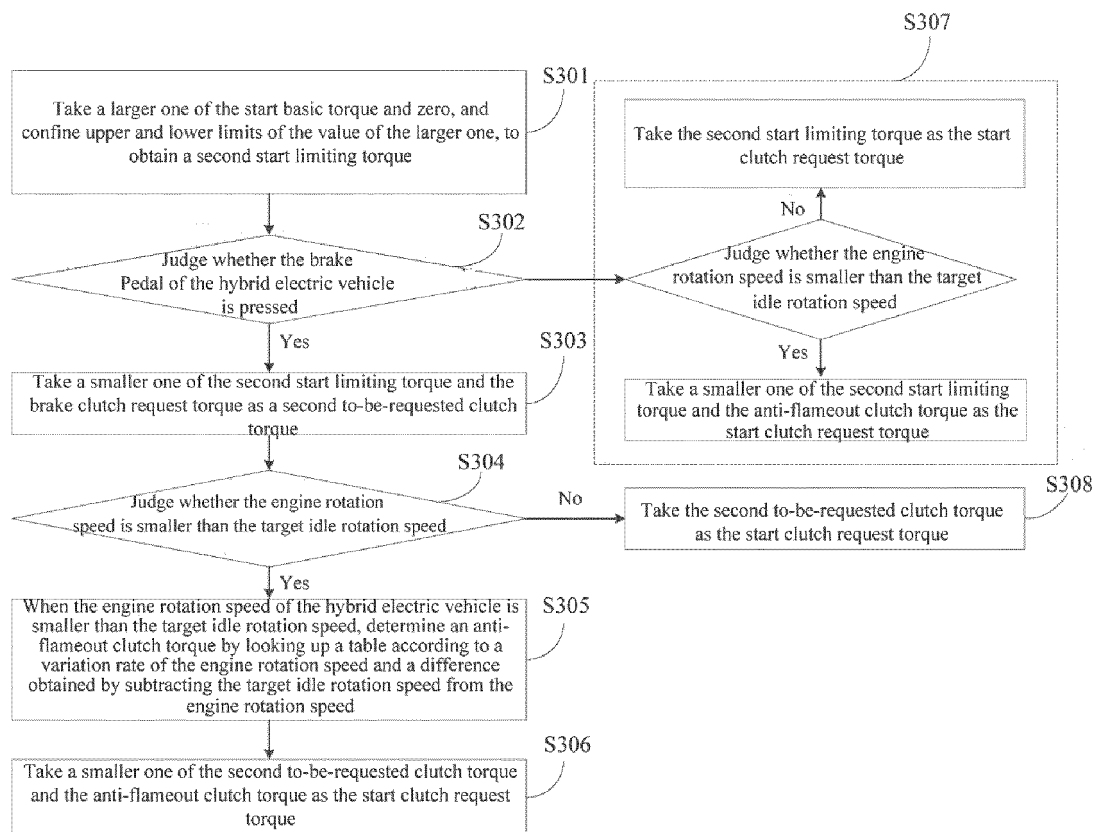 S307
S301
Take a larger one of the start basic torque and zero, and
confine upper and lower limits of the value of the larger one, to
obtain a second start limiting torque
Take the second start limiting torque as the start
clutch request torque
No
S302
Judge whether the brake
Pedal of the hybrid electric vehicle
is pressed
Judge whether the engine
rotation speed is smaller than the target
idle rotation speed
Yes
Yes
S303
Take a smaller one of the second start limiting torque and the
brake clutch request torque as a second to-be-requested clutch
torque
Take a smaller one of the second start limiting
torque and the anti-flameout clutch torque as the
start clutch request torque
S304
Judge whether the engine rotation
speed is smaller than the target idle rotation speed
No
S308
Take the second to-be-requested clutch torque
as the start clutch request torque
Yes
S305
When the engine rotation speed of the hybrid electric vehicle is
smaller than the target idle rotation speed, determine an anti-
flameout clutch torque by looking up a table according to a
variation rate of the engine rotation speed and a difference
obtained by subtracting the target idle rotation speed from the
engine rotation speed
S306
Take a smaller one of the second to-be-requested clutch torque
and the anti-flameout clutch torque as the start clutch request
torque